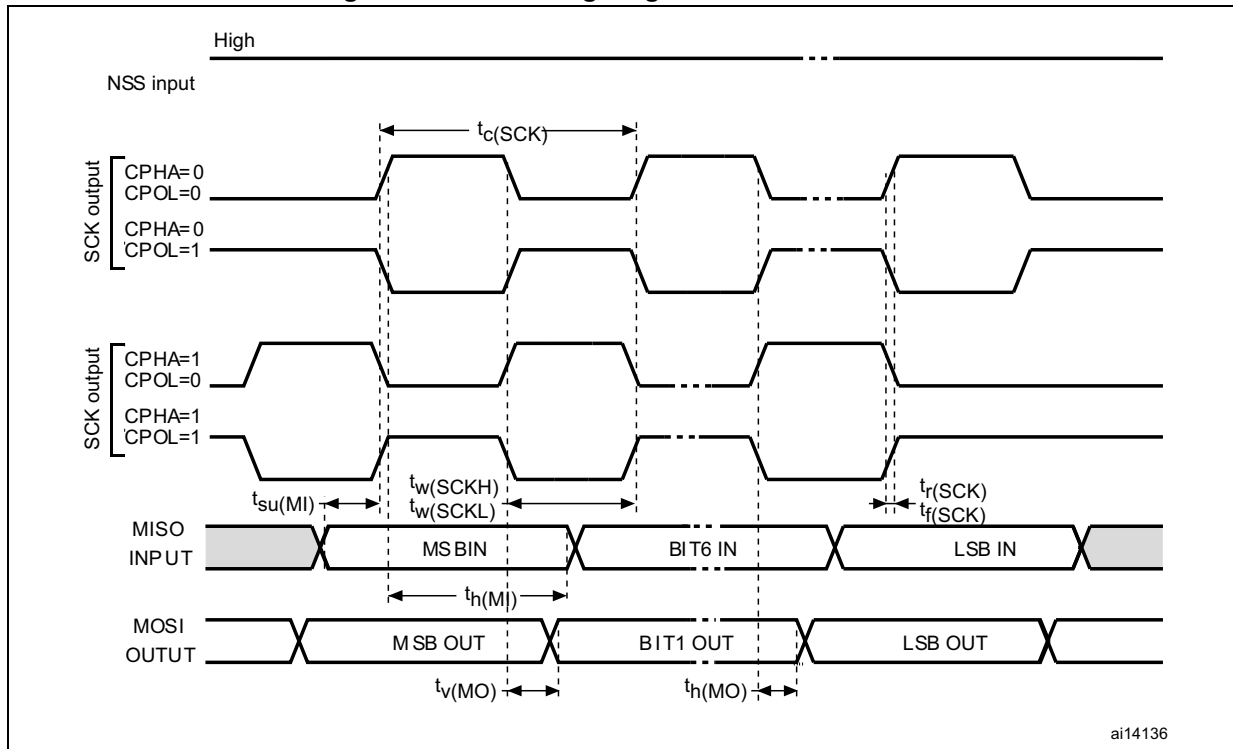 High
NSS input
tc(SCK)
SCK output
CPHA=0
CPOL=0
CPHA=0
CPOL=1
SCK output
CPHA=1
CPOL=0
CPHA=1
CPOL=1
tsu(MI)
tw(SCKH)
tw(SCKL)
tr(SCK)
tf(SCK)
MISO
INPUT
MSBIN
BIT6 IN
LSB IN
th(MI)
MOSI
OUTUT
MSB OUT
BIT1 OUT
LSB OUT
tv(MO)
th(MO)
ai14136